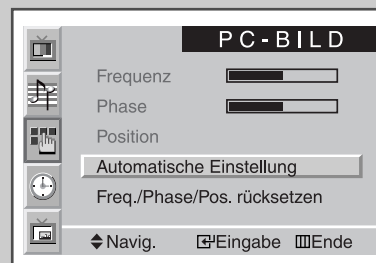 PC-BILD
Frequenz
Phase
Position
Automatische Einstellung
Freq./Phase/Pos. rücksetzen
Navig. Eingabe Ende